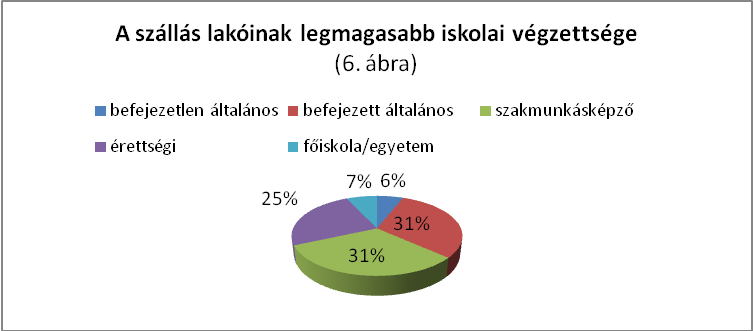 A szállás lakóinak legmagasabb iskolai végzettsége
(6. ábra)
befejezetlen általános befejezett általános szakmunkásképző
érettségi főiskola/egyetem
7% 6%
25%
31%
31%